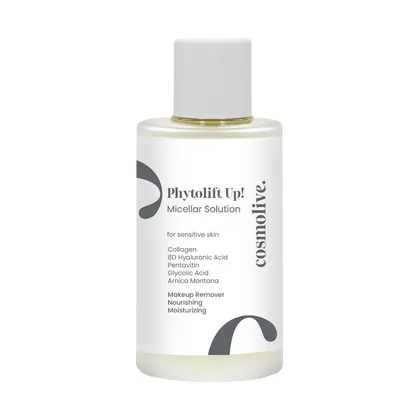 Phytolift Up!
Micellar Solution
for sensitive skin
Collagen
8D Hyaluronic Acid
Pentavitin
Glycolic Acid
Arnica Montana
Makeup Remover
Nourishing
Moisturizing
cosmolive.